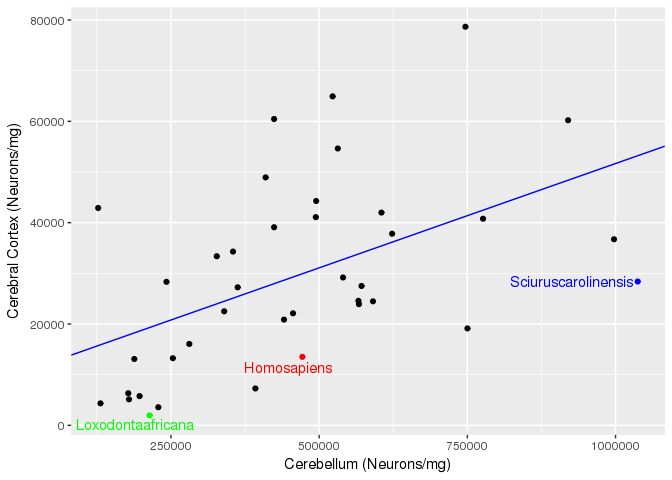 80000
60000
40000
20000
0
Cerebral Cortex (Neurons/mg)
Sciuruscarolinensis
Homosapiens
Loxodontaafricana
250000 500000 750000 1000000
Cerebellum (Neurons/mg)